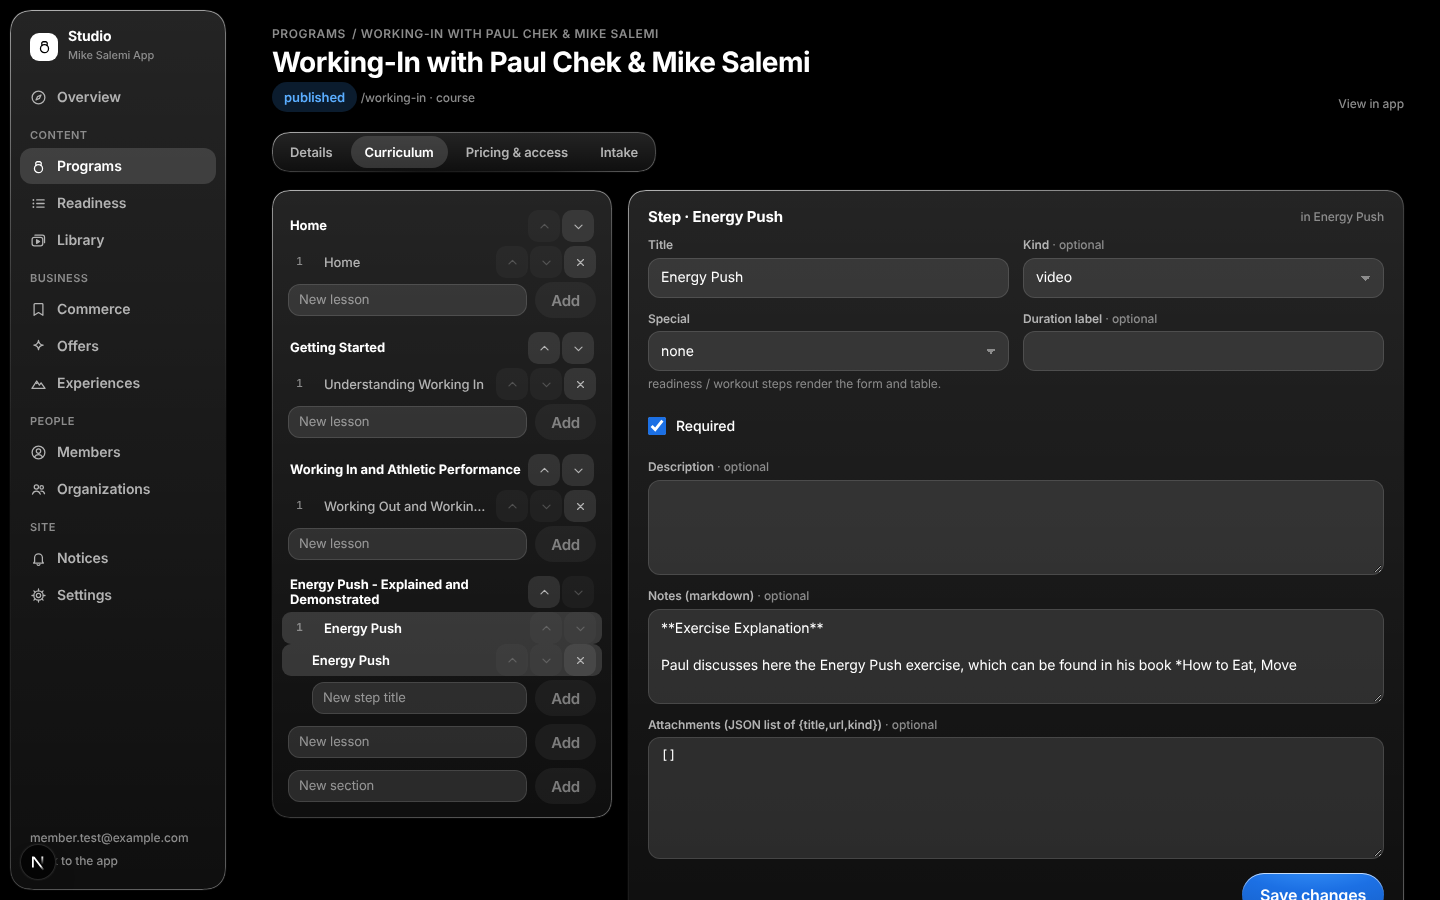 Studio
Mike Salemi App
Overview
CONTENT
Programs
Readiness
Library
BUSINESS
Commerce
Offers
Experiences
PEOPLE
Members
Organizations
SITE
Notices
Settings
member.test@example.com
to the app
N
PROGRAMS / WORKING-IN WITH PAUL CHEK & MIKE SALEMI
Working-In with Paul Chek & Mike Salemi
published /working-in · course
View in app
Details Curriculum Pricing & access Intake
Home
1 Home
New lesson Add
Getting Started
1 Understanding Working In
New lesson Add
Working In and Athletic Performance
1 Working Out and Workin...
New lesson Add
Energy Push - Explained and
Demonstrated
1 Energy Push
Energy Push
New step title Add
New lesson Add
New section Add
Step · Energy Push
in Energy Push
Title
Energy Push
Kind · optional
video
Special
none
readiness / workout steps render the form and table.
Duration label · optional
Required
Description · optional
Notes (markdown) · optional
**Exercise Explanation**
Paul discusses here the Energy Push exercise, which can be found in his book *How to Eat, Move
Attachments (JSON list of {title,url,kind}) · optional
[]
Save changes